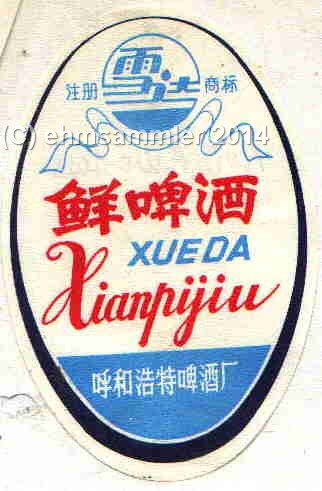 雪达
注册 商标
(C) ehmsammler 2014
鲜啤酒
XUEDA
Xianpijiu
呼和浩特啤酒厂